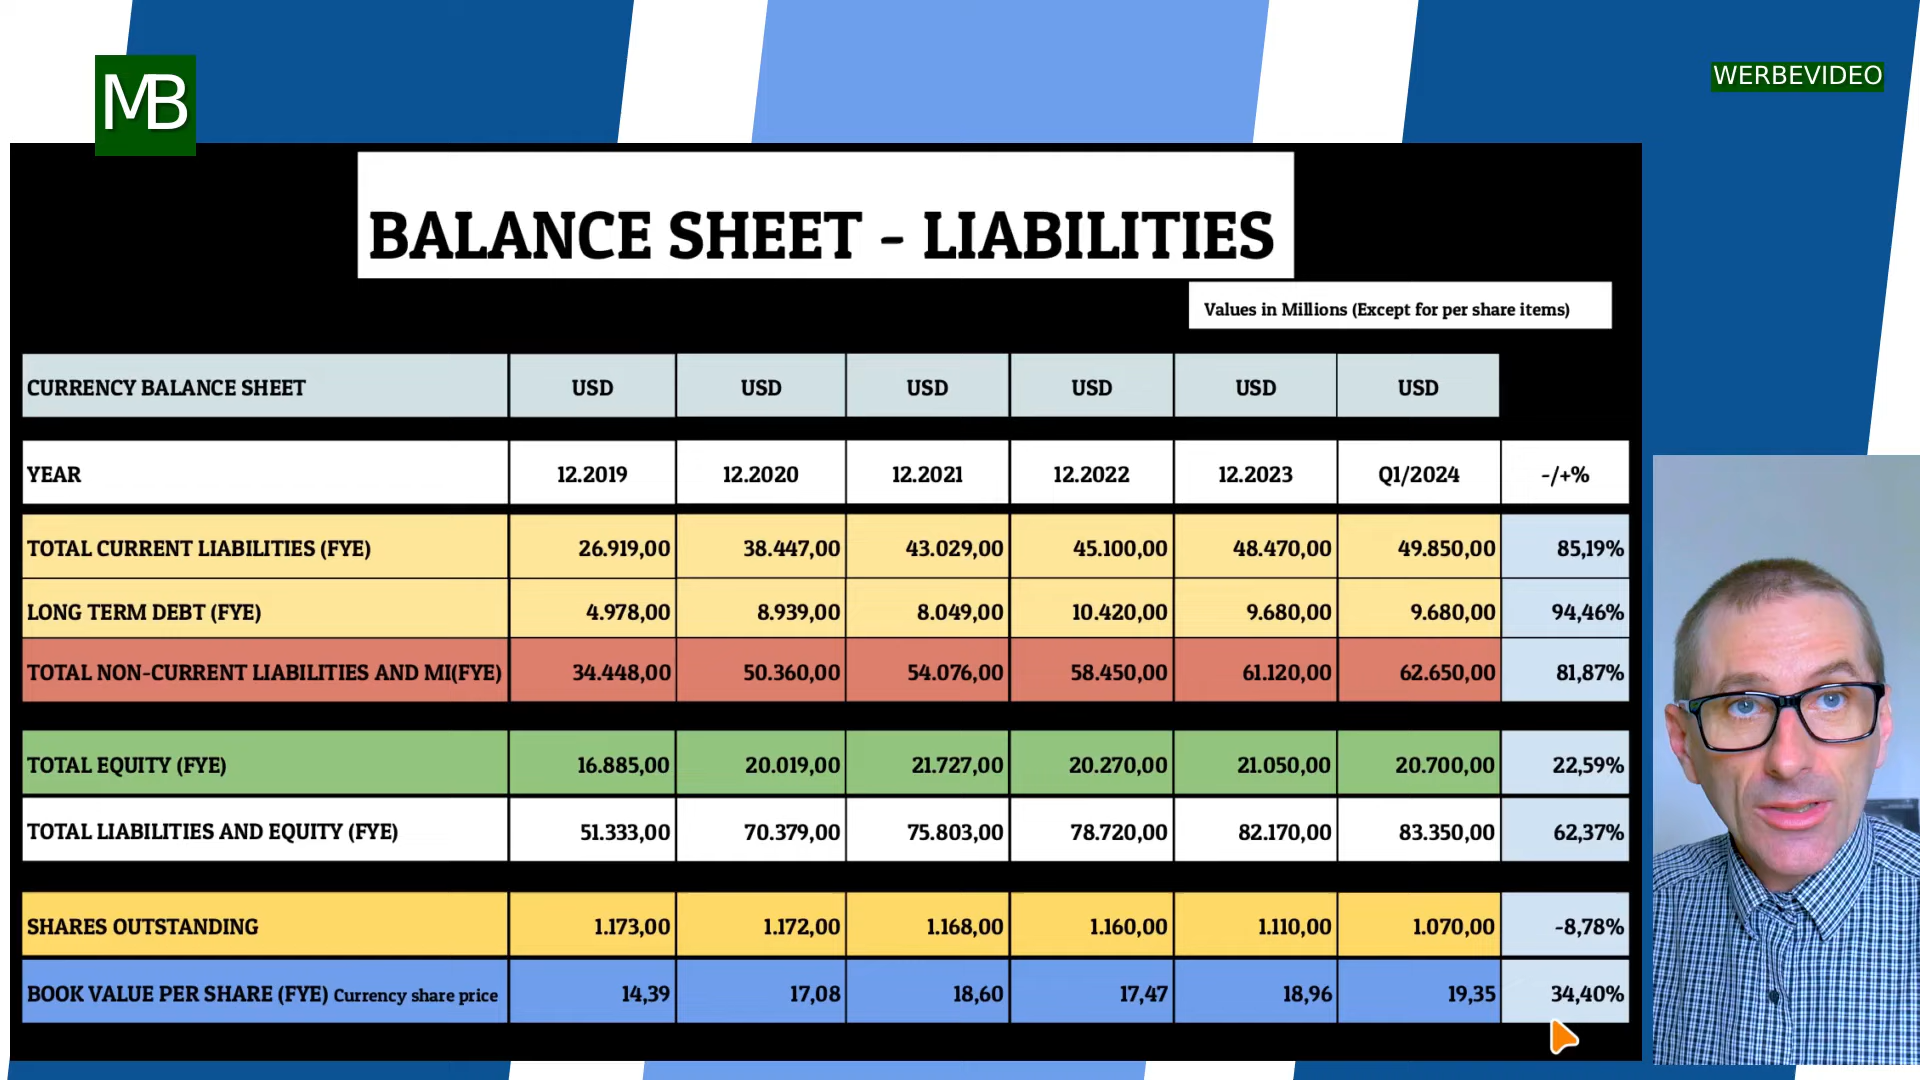 MB
WERBEVIDEO
BALANCE SHEET - LIABILITIES
Values in Millions (Except for per share items)
CURRENCY BALANCE SHEET USD USD USD USD USD USD
YEAR 12.2019 12.2020 12.2021 12.2022 12.2023 Q1/2024 -/+%
TOTAL CURRENT LIABILITIES (FYE) 26.919,00 38.447,00 43.029,00 45.100,00 48.470,00 49.850,00 85,19%
LONG TERM DEBT (FYE) 4.978,00 8.939,00 8.049,00 10.420,00 9.680,00 9.680,00 94,46%
TOTAL NON-CURRENT LIABILITIES AND MI(FYE) 34.448,00 50.360,00 54.076,00 58.450,00 61.120,00 62.650,00 81,87%
TOTAL EQUITY (FYE) 16.885,00 20.019,00 21.727,00 20.270,00 21.050,00 20.700,00 22,59%
TOTAL LIABILITIES AND EQUITY (FYE) 51.333,00 70.379,00 75.803,00 78.720,00 82.170,00 83.350,00 62,37%
SHARES OUTSTANDING 1.173,00 1.172,00 1.168,00 1.160,00 1.110,00 1.070,00 -8,78%
BOOK VALUE PER SHARE (FYE) Currency share price 14,39 17,08 18,60 17,47 18,96 19,35 34,40%